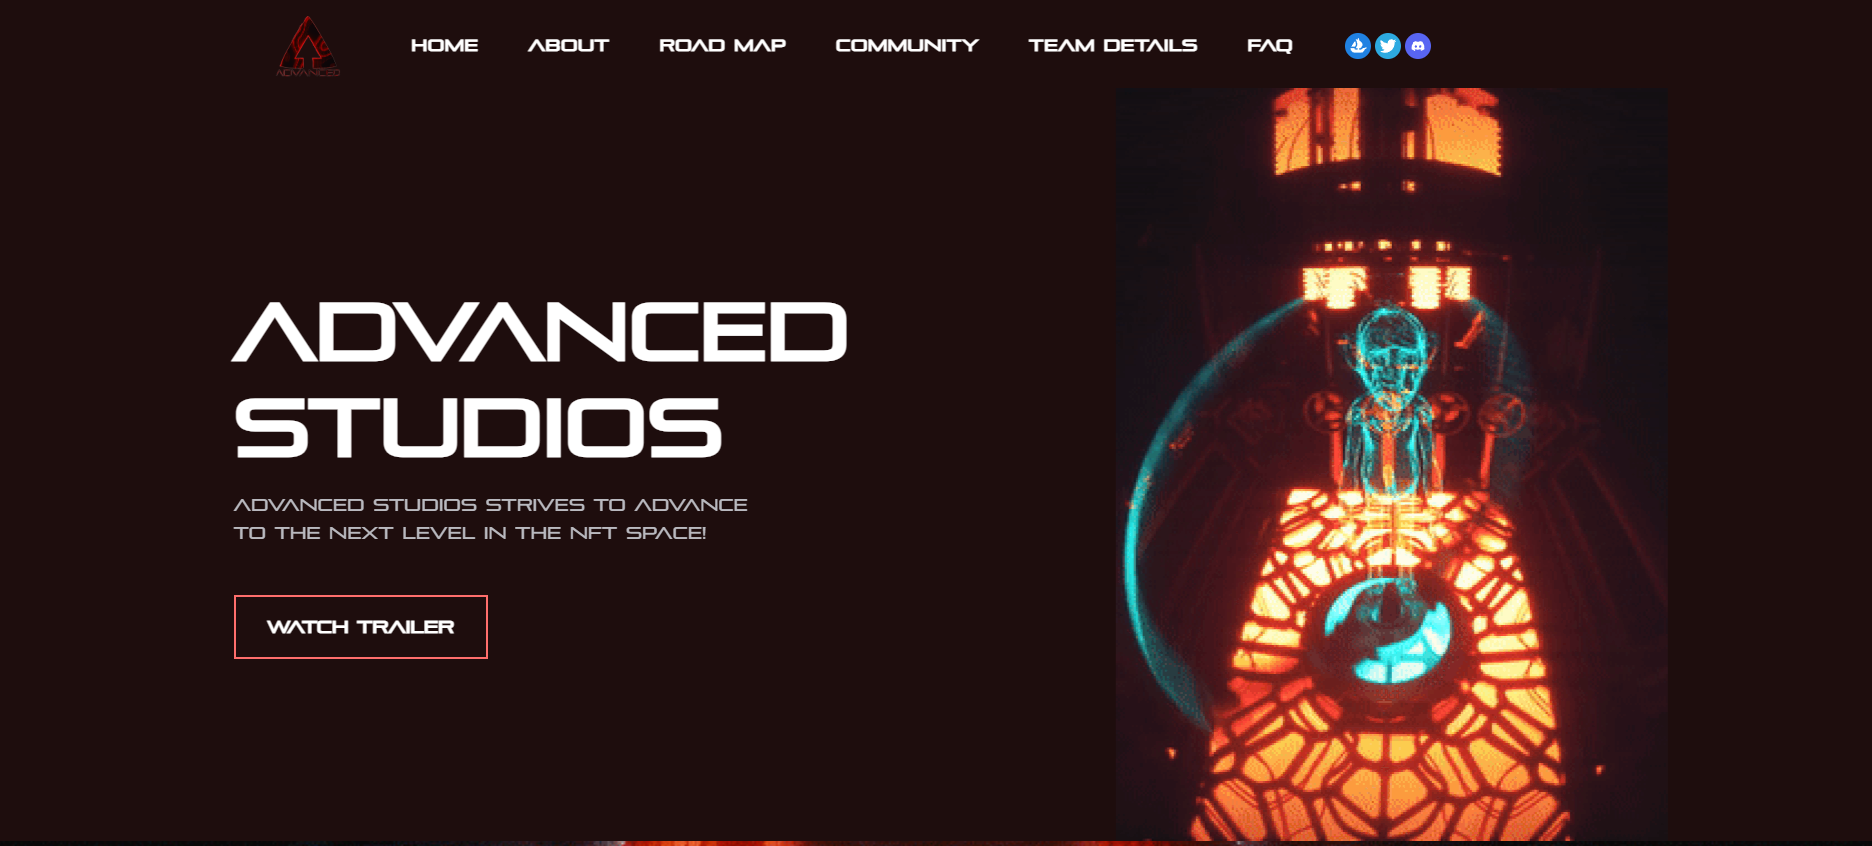 ADVANCED
HOME ABOUT ROAD MAP COMMUNITY TEAM DETAILS FAQ
ADVANCED
STUDIOS
ADVANCED STUDIOS STRIVES TO ADVANCE
TO THE NEXT LEVEL IN THE NFT SPACE!
WATCH TRAILER